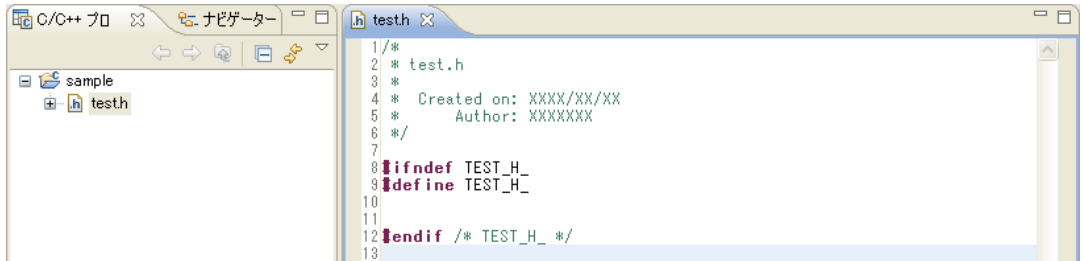 C/C++ プロ
ナビゲーター
sample
test.h
test.h
1 /*
2 * test.h
3 *
4 * Created on: XXXX/XX/XX
5 * Author: XXXXXXX
6 */
7
8 #ifndef TEST_H_
9 #define TEST_H_
10
11
12 #endif /* TEST_H_ */
13